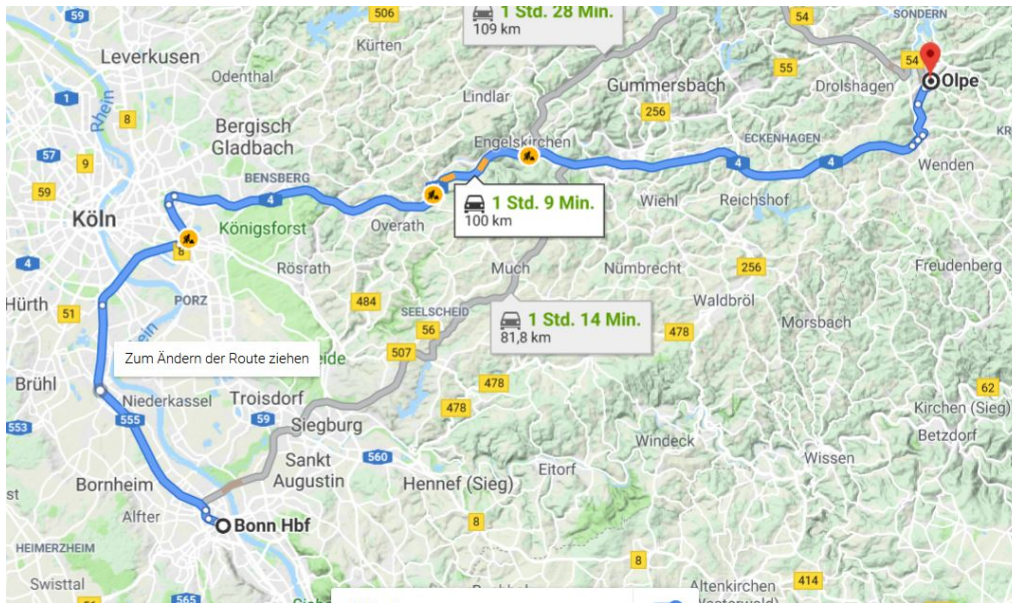 59
506
1 Std. 28 Min.
109 km
54
SONDERN
Leverkusen
Kürten
Odenthal
54
Olpe
55
Drolshagen
Gummersbach
Lindlar
1
Rhein
8
256
Bergisch
Gladbach
Engelskirchen
ECKENHAGEN
KR
57
9
BENSBERG
4
4
4
Wenden
59
1 Std. 9 Min.
100 km
Wiehl
Reichshof
Köln
Königsforst
Overath
8
4
Rösrath
Much
Nümbrecht
256
Freudenberg
Hürth
51
PORZ
484
SEELSCHEID
56
Waldbröl
1 Std. 14 Min.
81,8 km
478
Morsbach
Zum Ändern der Route ziehen
eide
507
Brühl
478
62
Niederkassel
Troisdorf
59
478
Kirchen (Sieg)
553
555
Siegburg
Betzdorf
560
Windeck
Wissen
Sankt
Augustin
Eitorf
Bornheim
Hennef (Sieg)
st
Alfter
Bonn Hbf
8
HEIMERZHEIM
8
Swisttal
565
Altenkirchen
414